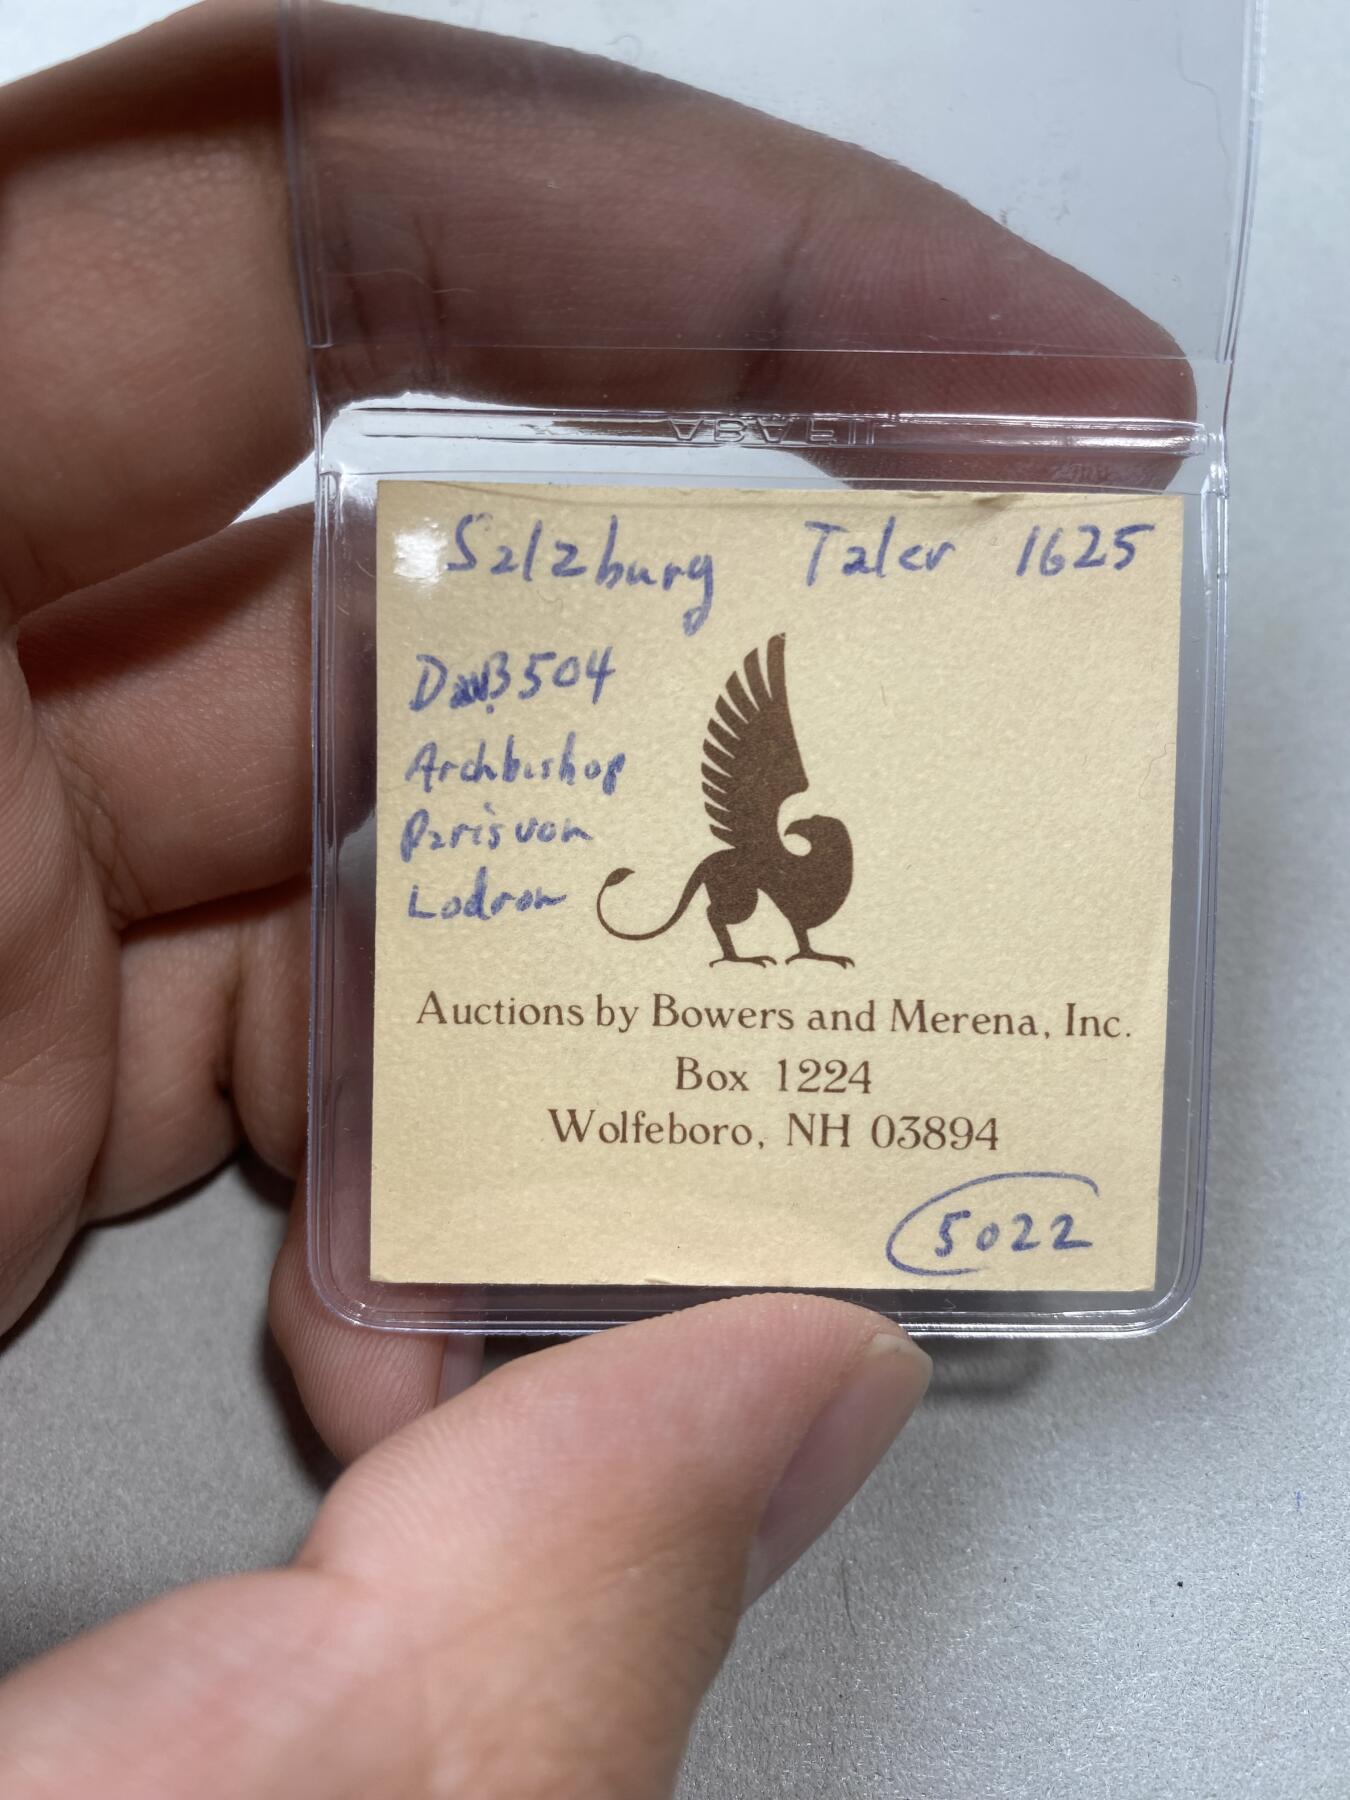 Salzburg Taler 1625
Dav3504
Archbishop
Paris von
Lodron
Auctions by Bowers and Merena, Inc.
Box 1224
Wolfeboro, NH 03894
5022